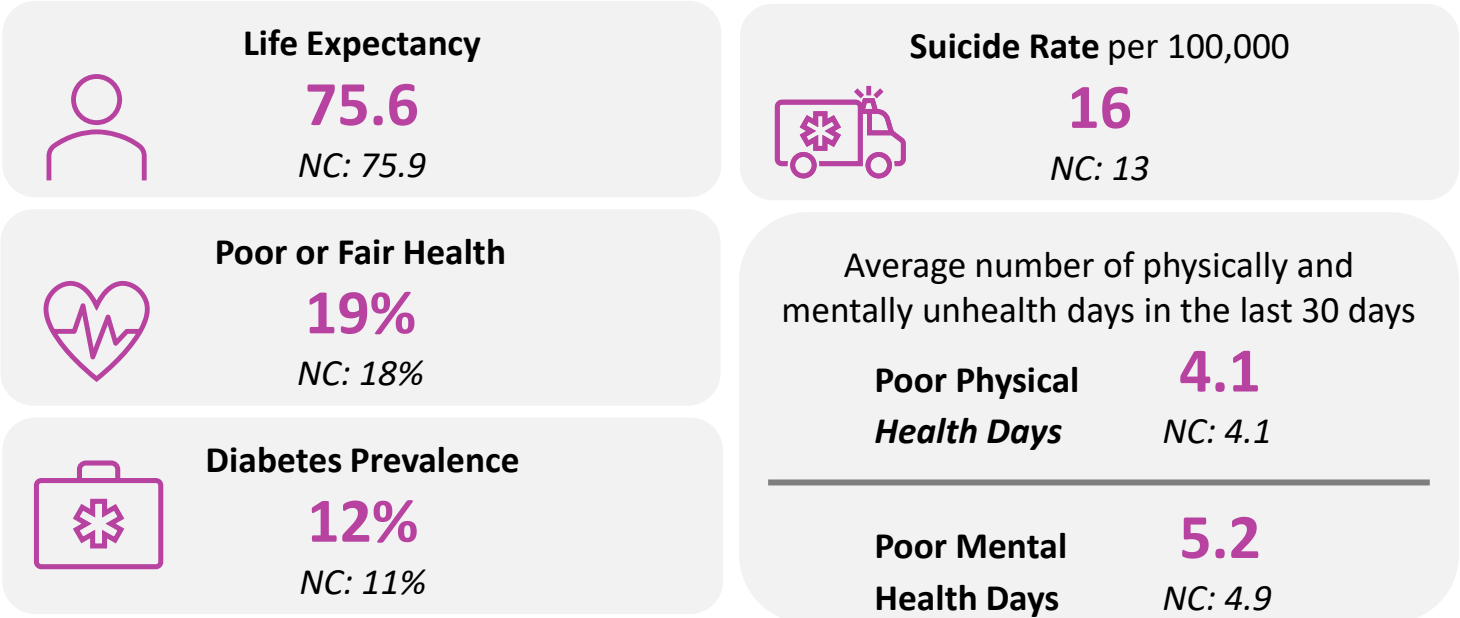 Life Expectancy
75.6
NC: 75.9
Poor or Fair Health
19%
NC: 18%
Diabetes Prevalence
12%
NC: 11%
Suicide Rate per 100,000
16
NC: 13
Average number of physically and
mentally unhealth days in the last 30 days
Poor Physical 4.1
Health Days NC: 4.1
Poor Mental 5.2
Health Days NC: 4.9